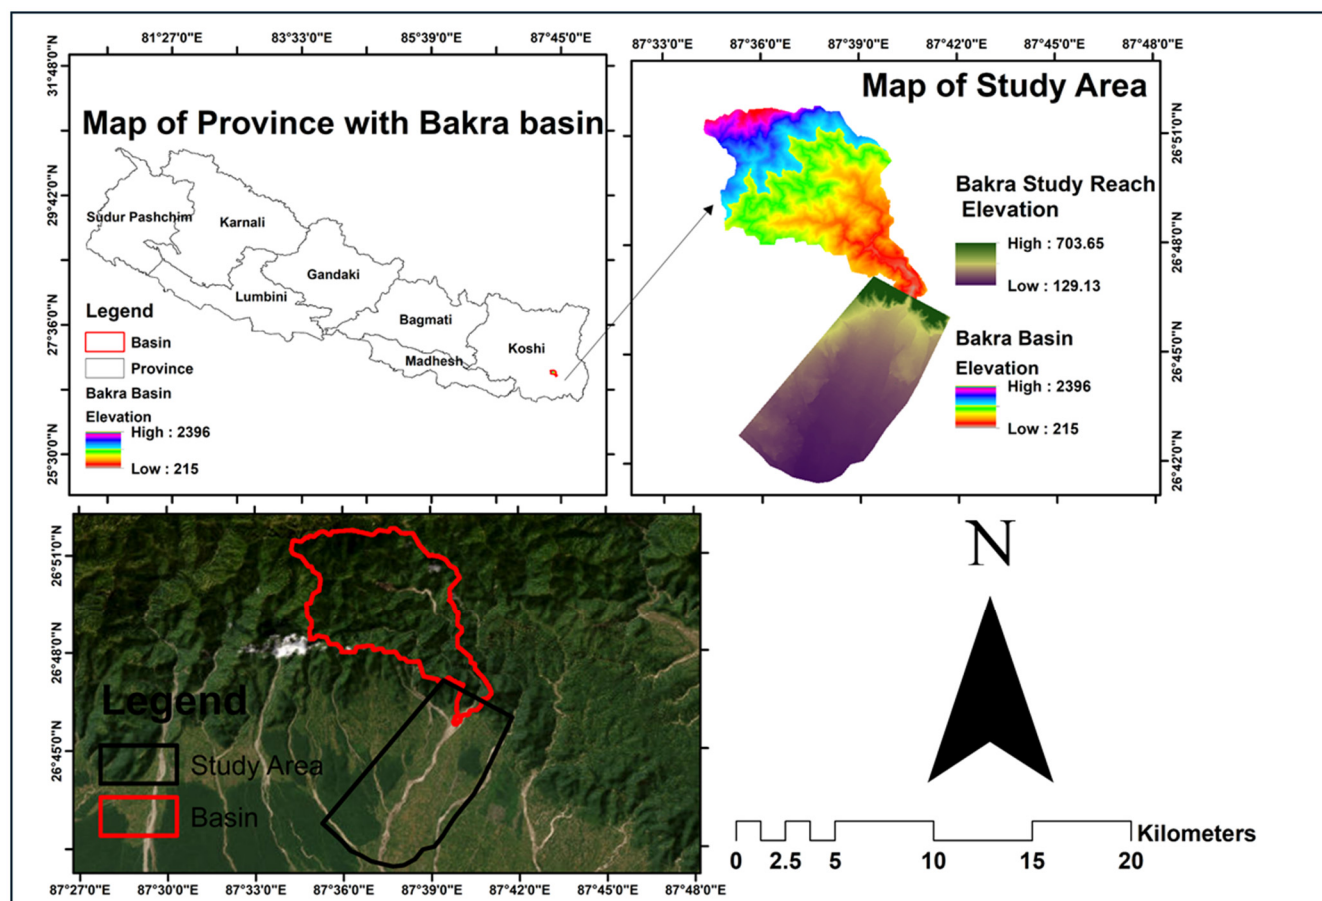 81°27'0"E 83°33'0"E 85°39'0"E 87°45'0"E
31°48'0"N
29°42'0"N
27°36'0"N
25°30'0"N
Map of Province with Bakra basin
Sudur Pashchim
Karnali
Gandaki
Lumbini
Bagmati
Madhesh
Koshi
Legend
Basin
Province
Bakra Basin
Elevation
High : 2396
Low : 215
87°33'0"E 87°36'0"E 87°39'0"E 87°42'0"E 87°45'0"E 87°48'0"E
Map of Study Area
26°51'0"N
26°48'0"N
26°45'0"N
26°42'0"N
Bakra Study Reach
Elevation
High : 703.65
Low : 129.13
Bakra Basin
Elevation
High : 2396
Low : 215
26°51'0"N
26°48'0"N
26°45'0"N
Legend
Study Area
Basin
87°27'0"E 87°30'0"E 87°33'0"E 87°36'0"E 87°39'0"E 87°42'0"E 87°45'0"E 87°48'0"E
N
Kilometers
0 2.5 5 10 15 20